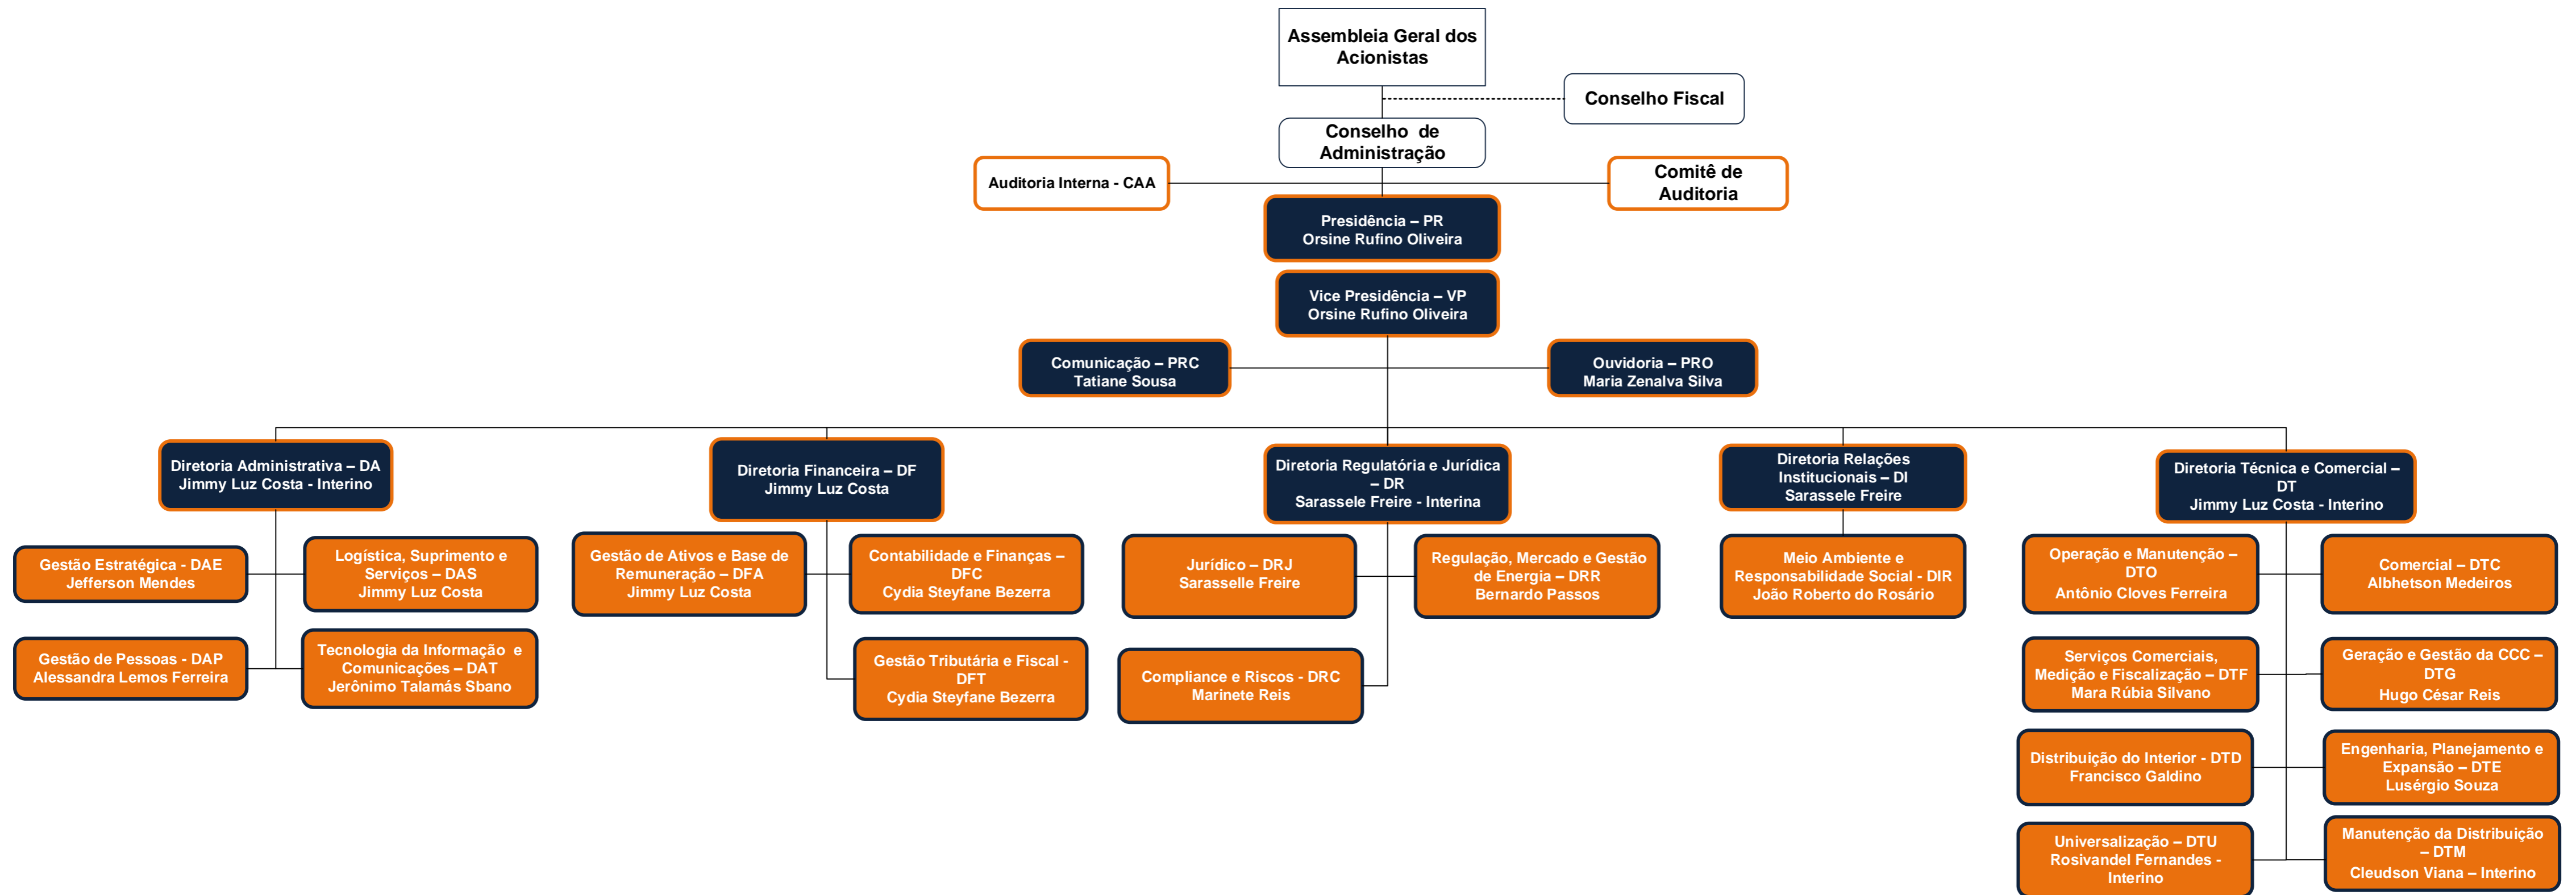 Assembleia Geral dos
Acionistas
Conselho Fiscal
Conselho de
Administração
Auditoria Interna - CAA
Comitê de
Auditoria
Presidência – PR
Orsine Rufino Oliveira
Vice Presidência – VP
Orsine Rufino Oliveira
Comunicação – PRC
Tatiane Sousa
Ouvidoria – PRO
Maria Zenalva Silva
Diretoria Administrativa – DA
Jimmy Luz Costa - Interino
Diretoria Financeira – DF
Jimmy Luz Costa
Diretoria Regulatória e Jurídica
– DR
Sarassele Freire - Interina
Diretoria Relações
Institucionais – DI
Sarassele Freire
Diretoria Técnica e Comercial –
DT
Jimmy Luz Costa - Interino
Gestão Estratégica - DAE
Jefferson Mendes
Logística, Suprimento e
Serviços – DAS
Jimmy Luz Costa
Gestão de Ativos e Base de
Remuneração – DFA
Jimmy Luz Costa
Contabilidade e Finanças –
DFC
Cydia Steyfane Bezerra
Jurídico – DRJ
Sarasselle Freire
Regulação, Mercado e Gestão
de Energia – DRR
Bernardo Passos
Meio Ambiente e
Responsabilidade Social - DIR
João Roberto do Rosário
Operação e Manutenção –
DTO
Antônio Cloves Ferreira
Comercial – DTC
Albhetson Medeiros
Gestão de Pessoas - DAP
Alessandra Lemos Ferreira
Tecnologia da Informação e
Comunicações – DAT
Jerônimo Talamás Sbano
Gestão Tributária e Fiscal -
DFT
Cydia Steyfane Bezerra
Compliance e Riscos - DRC
Marinete Reis
Serviços Comerciais,
Medição e Fiscalização – DTF
Mara Rúbia Silvano
Geração e Gestão da CCC –
DTG
Hugo César Reis
Distribuição do Interior - DTD
Francisco Galdino
Engenharia, Planejamento e
Expansão – DTE
Lusérgio Souza
Universalização – DTU
Rosivandel Fernandes -
Interino
Manutenção da Distribuição
– DTM
Cleudson Viana – Interino